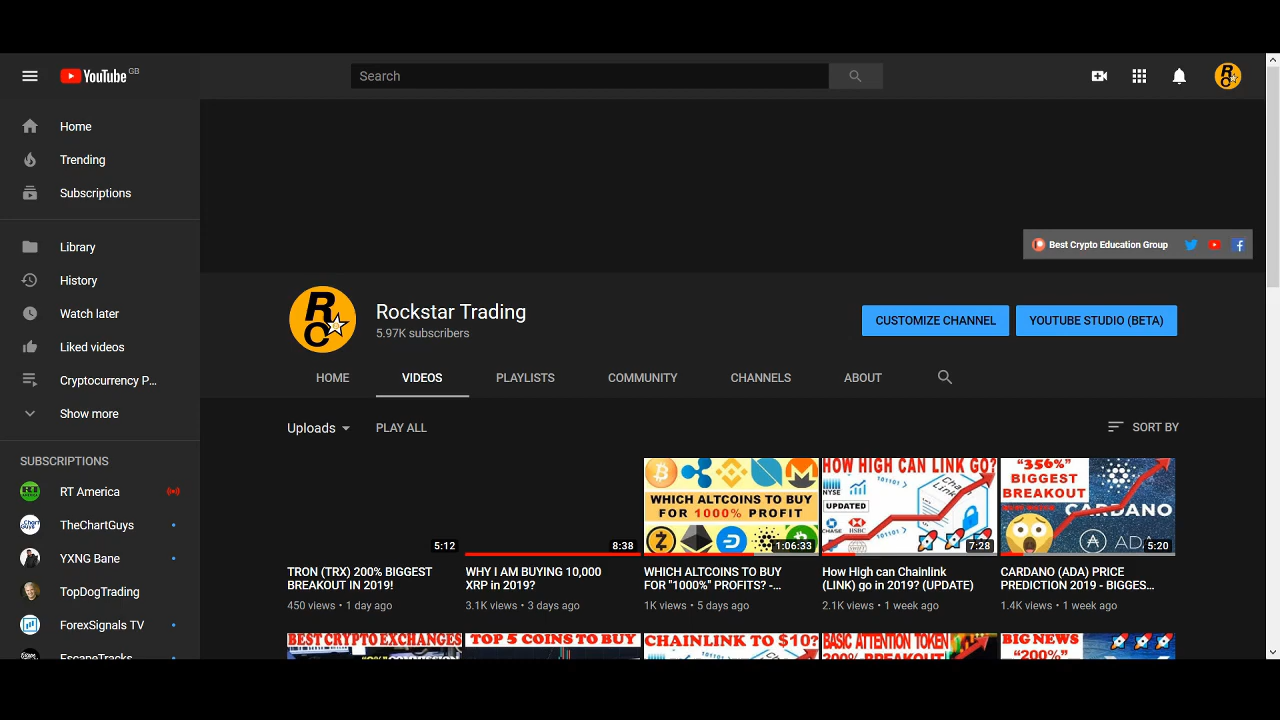 YouTube GB
Search
Home
Trending
Subscriptions
Library
History
Watch later
Liked videos
Cryptocurrency P...
Show more
SUBSCRIPTIONS
RT America
TheChartGuys
YXNG Bane
TopDogTrading
ForexSignals TV
EscapeTracks
Best Crypto Education Group
Rockstar Trading
5.97K subscribers
CUSTOMIZE CHANNEL
YOUTUBE STUDIO (BETA)
HOME
VIDEOS
PLAYLISTS
COMMUNITY
CHANNELS
ABOUT
Uploads
PLAY ALL
SORT BY
5:12
TRON (TRX) 200% BIGGEST
BREAKOUT IN 2019!
450 views • 1 day ago
8:38
WHY I AM BUYING 10,000
XRP in 2019?
3.1K views • 3 days ago
WHICH ALTCOINS TO BUY
FOR 1000% PROFIT
1:06:33
WHICH ALTCOINS TO BUY
FOR "1000%" PROFITS? -...
1K views • 5 days ago
HOW HIGH CAN LINK GO?
NYSE
UPDATED
CHASE
HSBC
7:28
How High can Chainlink
(LINK) go in 2019? (UPDATE)
2.1K views • 1 week ago
"356%"
BIGGEST
BREAKOUT
CARDANO
ADA
5:20
CARDANO (ADA) PRICE
PREDICTION 2019 - BIGGES...
1.4K views • 1 week ago
BEST CRYPTO EXCHANGES
TOP 5 COINS TO BUY
CHAINLINK TO $10?
BASIC ATTENTION TOKEN
200% BREAKOUT
BIG NEWS
"200%"